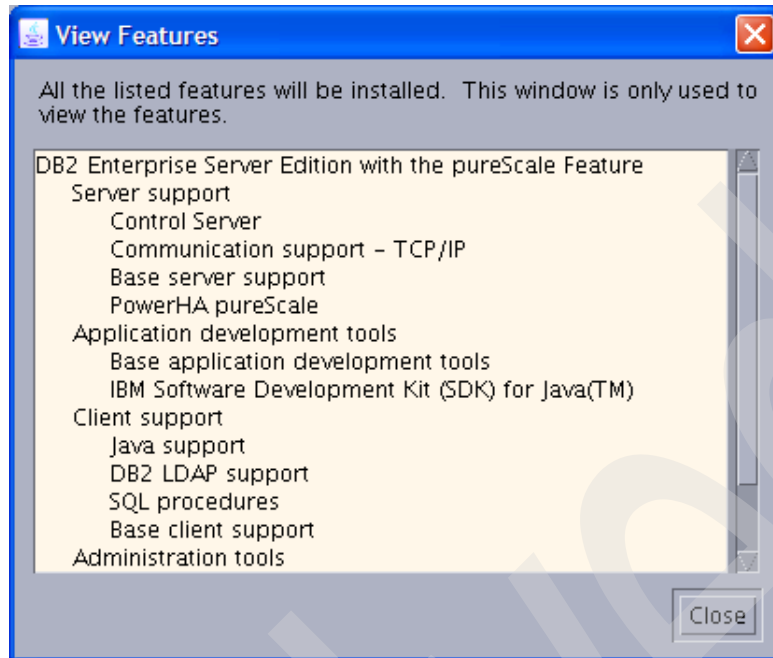 View Features
All the listed features will be installed. This window is only used to
view the features.
DB2 Enterprise Server Edition with the pureScale Feature
Server support
Control Server
Communication support – TCP/IP
Base server support
PowerHA pureScale
Application development tools
Base application development tools
IBM Software Development Kit (SDK) for Java(TM)
Client support
Java support
DB2 LDAP support
SQL procedures
Base client support
Administration tools
Close